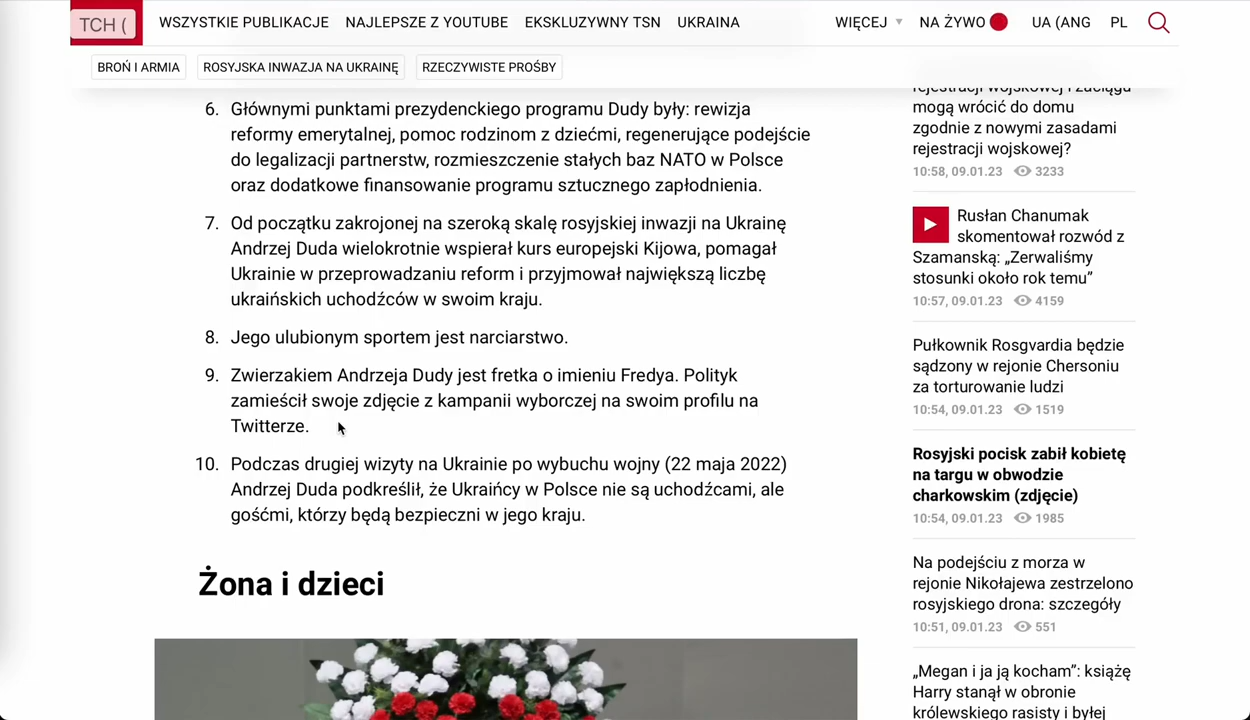 TCH (
WSZYSTKIE PUBLIKACJE NAJLEPSZE Z YOUTUBE EKSKLUZYWNY TSN UKRAINA WIĘCEJ NA ŻYWO UA (ANG PL
BROŃ I ARMIA ROSYJSKA INWAZJA NA UKRAINĘ RZECZYWISTE PROŚBY
6. Głównymi punktami prezydenckiego programu Dudy były: rewizja
reformy emerytalnej, pomoc rodzinom z dziećmi, regenerujące podejście
do legalizacji partnerstw, rozmieszczenie stałych baz NATO w Polsce
oraz dodatkowe finansowanie programu sztucznego zapłodnienia.
7. Od początku zakrojonej na szeroką skalę rosyjskiej inwazji na Ukrainę
Andrzej Duda wielokrotnie wspierał kurs europejski Kijowa, pomagał
Ukrainie w przeprowadzaniu reform i przyjmował największą liczbę
ukraińskich uchodźców w swoim kraju.
8. Jego ulubionym sportem jest narciarstwo.
9. Zwierzakiem Andrzeja Dudy jest fretka o imieniu Fredya. Polityk
zamieścił swoje zdjęcie z kampanii wyborczej na swoim profilu na
Twitterze.
10. Podczas drugiej wizyty na Ukrainie po wybuchu wojny (22 maja 2022)
Andrzej Duda podkreślił, że Ukraińcy w Polsce nie są uchodźcami, ale
gośćmi, którzy będą bezpieczni w jego kraju.
Żona i dzieci
rejestracji wojskowej i zaciągu
mogą wrócić do domu
zgodnie z nowymi zasadami
rejestracji wojskowej?
10:58, 09.01.23 3233
Rusłan Chanumak
skomentował rozwód z
Szamanską: „Zerwaliśmy
stosunki około rok temu”
10:57, 09.01.23 4159
Pułkownik Rosgvardia będzie
sądzony w rejonie Chersoniu
za torturowanie ludzi
10:54, 09.01.23 1519
Rosyjski pocisk zabił kobietę
na targu w obwodzie
charkowskim (zdjęcie)
10:54, 09.01.23 1985
Na podejściu z morza w
rejonie Nikołajewa zestrzelono
rosyjskiego drona: szczegóły
10:51, 09.01.23 551
„Megan i ja ją kocham”: książę
Harry stanął w obronie
królewskiego rasisty i byłej